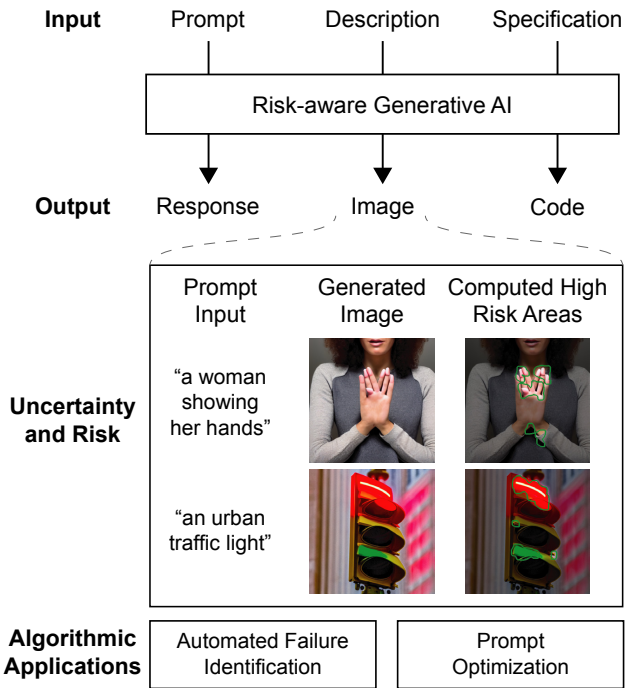 Input Prompt Description Specification
Risk-aware Generative AI
Output Response Image Code
Prompt Input
Generated Image
Computed High Risk Areas
Uncertainty and Risk
“a woman
showing
her hands”
“an urban
traffic light”
Algorithmic Applications
Automated Failure
Identification
Prompt
Optimization